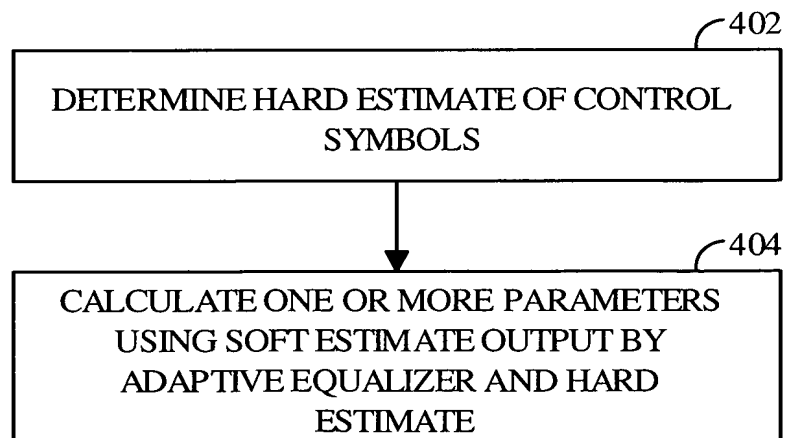 402
DETERMINE HARD ESTIMATE OF CONTROL
SYMBOLS
404
CALCULATE ONE OR MORE PARAMETERS
USING SOFT ESTIMATE OUTPUT BY
ADAPTIVE EQUALIZER AND HARD
ESTIMATE